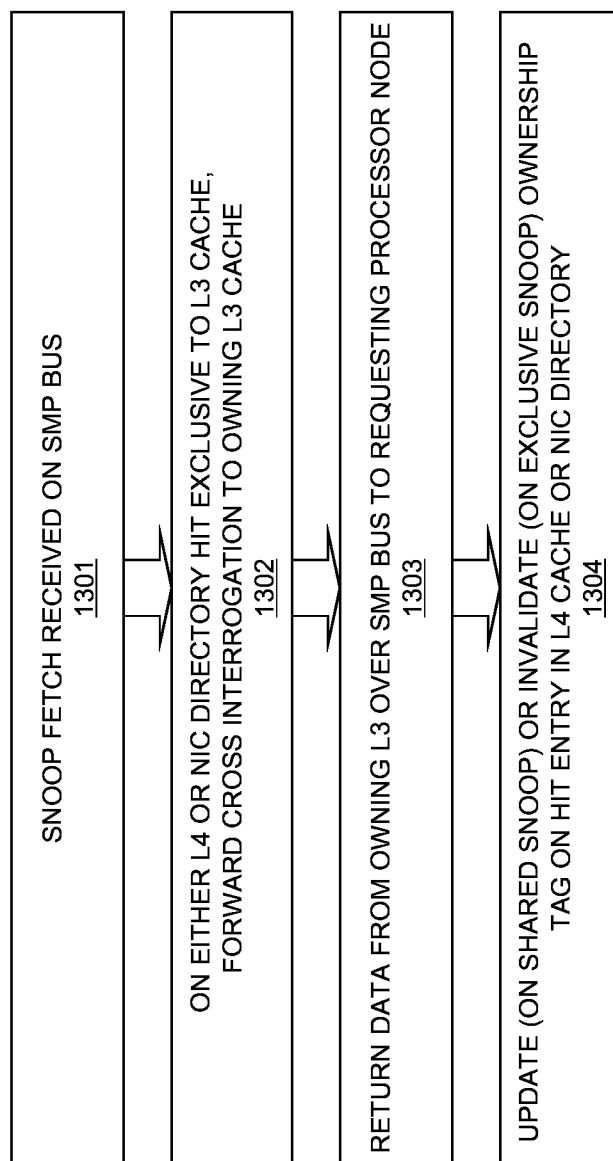 SNOOP FETCH RECEIVED ON SMP BUS
1301
ON EITHER L4 OR NIC DIRECTORY HIT EXCLUSIVE TO L3 CACHE,
FORWARD CROSS INTERROGATION TO OWNING L3 CACHE
1302
RETURN DATA FROM OWNING L3 OVER SMP BUS TO REQUESTING PROCESSOR NODE
1303
UPDATE (ON SHARED SNOOP) OR INVALIDATE (ON EXCLUSIVE SNOOP) OWNERSHIP
TAG ON HIT ENTRY IN L4 CACHE OR NIC DIRECTORY
1304